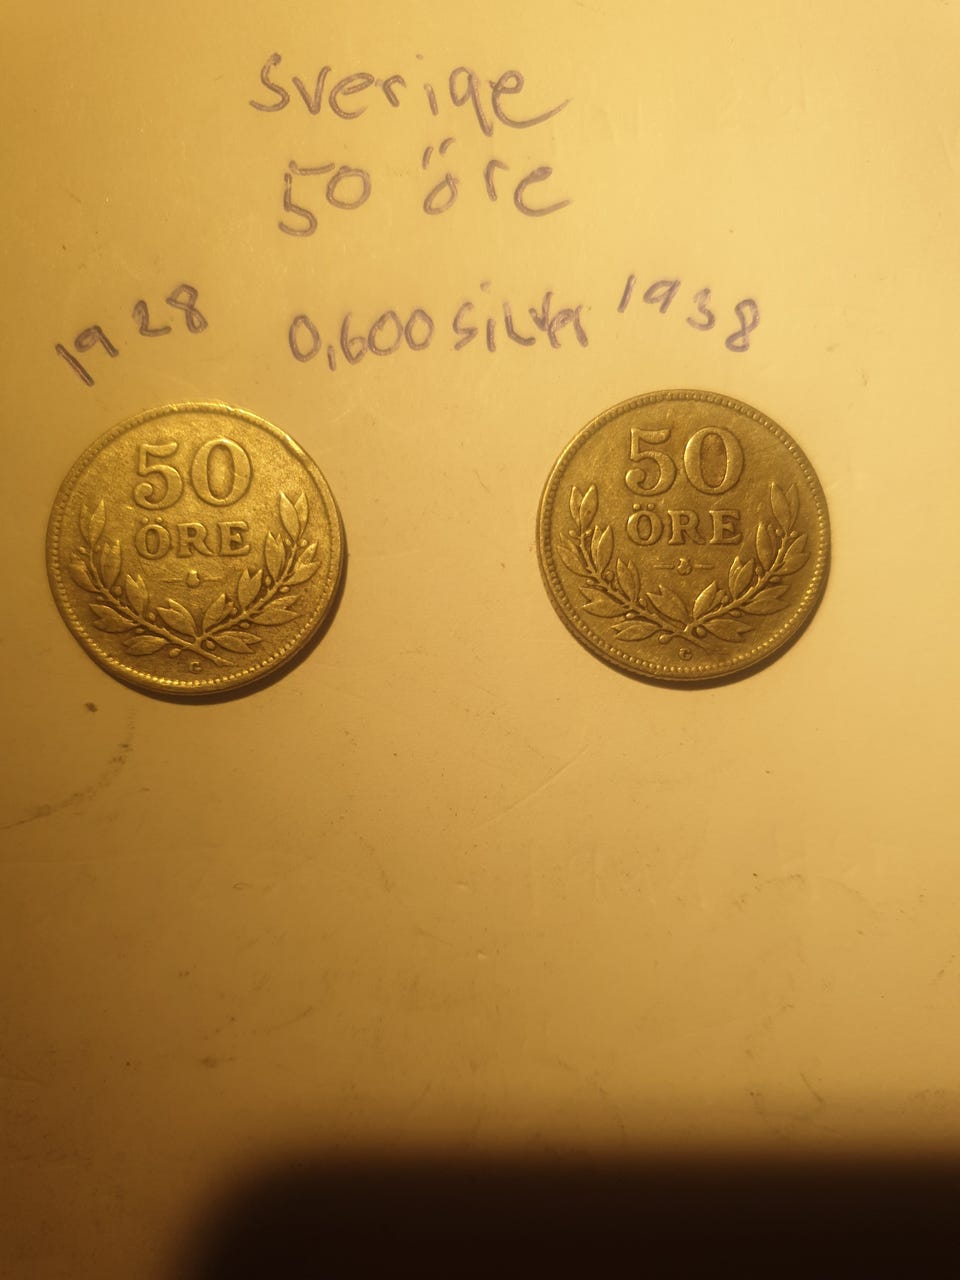 Sverige
50 öre
1928 0,600 Silver 1938
50 50
ÖRE ÖRE
G G